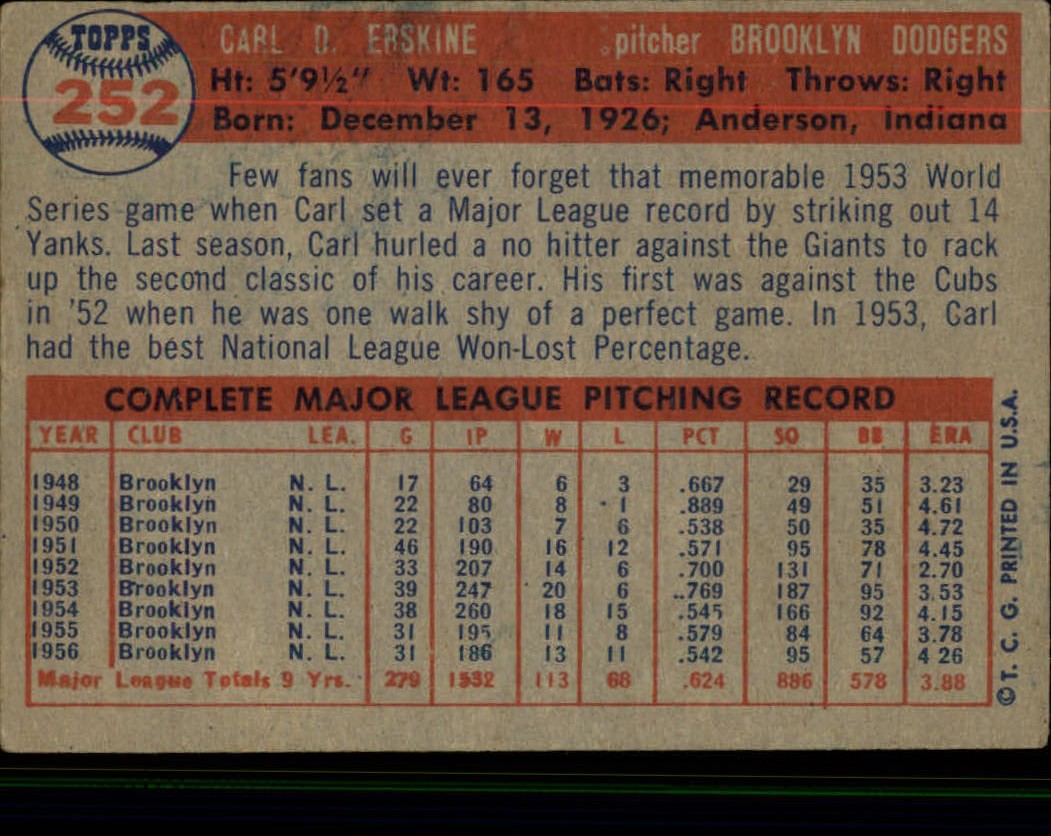 TOPPS
252
CARL D. ERSKINE pitcher BROOKLYN DODGERS
Ht: 5'9½" Wt: 165 Bats: Right Throws: Right
Born: December 13, 1926; Anderson, Indiana
Few fans will ever forget that memorable 1953 World
Series game when Carl set a Major League record by striking out 14
Yanks. Last season, Carl hurled a no hitter against the Giants to rack
up the second classic of his career. His first was against the Cubs
in '52 when he was one walk shy of a perfect game. In 1953, Carl
had the best National League Won-Lost Percentage.
COMPLETE MAJOR LEAGUE PITCHING RECORD
YEAR CLUB LEA. G IP W L PCT SO BB ERA
1948 Brooklyn N. L. 17 64 6 3 .667 29 35 3.23
1949 Brooklyn N. L. 22 80 8 1 .889 49 51 4.61
1950 Brooklyn N. L. 22 103 7 6 .538 50 35 4.72
1951 Brooklyn N. L. 46 190 16 12 .571 95 78 4.45
1952 Brooklyn N. L. 33 207 14 6 .700 131 71 2.70
1953 Brooklyn N. L. 39 247 20 6 .769 187 95 3.53
1954 Brooklyn N. L. 38 260 18 15 .545 166 92 4.15
1955 Brooklyn N. L. 31 195 11 8 .579 84 64 3.78
1956 Brooklyn N. L. 31 186 13 11 .542 95 57 4 26
Major League Totals 9 Yrs. 279 1532 113 68 .624 886 578 3.88
© T. C. G. PRINTED IN U.S.A.